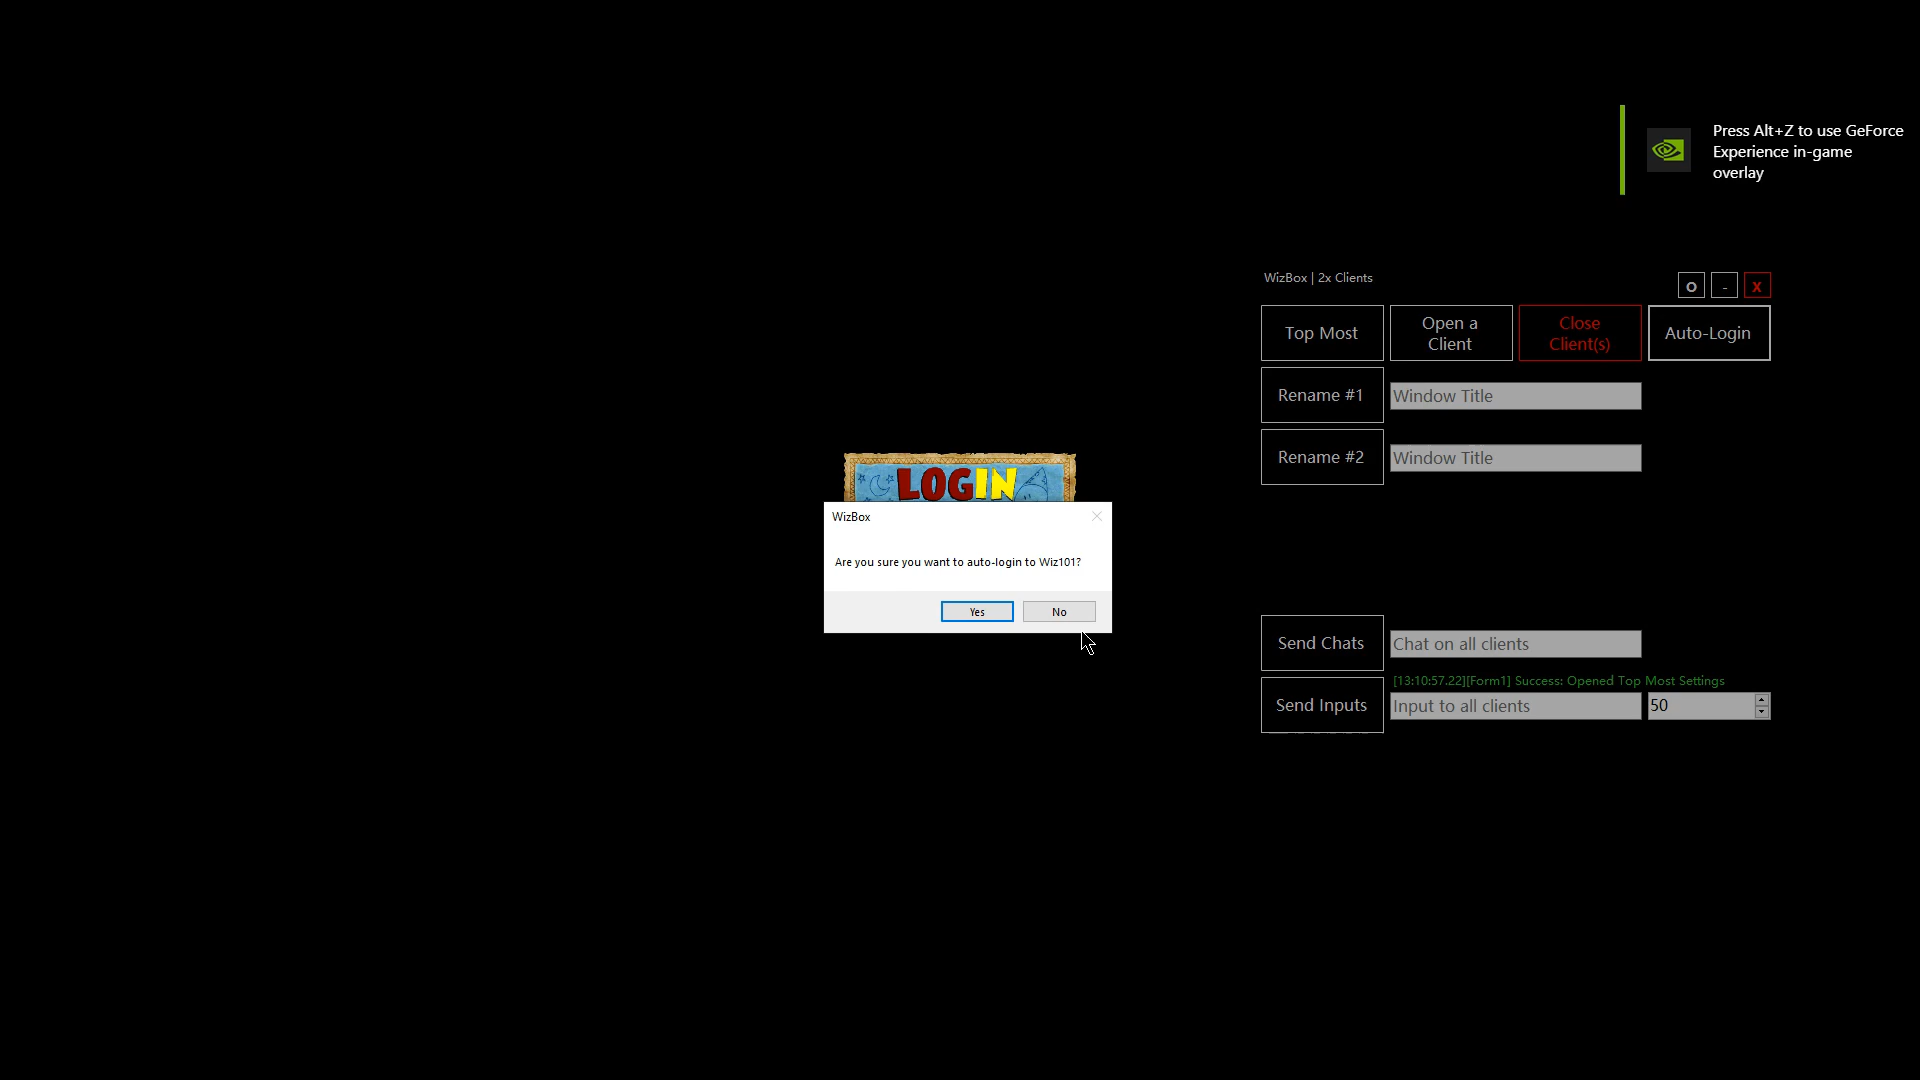 Press Alt+Z to use GeForce
Experience in-game
overlay
WizBox | 2x Clients
O
-
X
Top Most
Open a
Client
Close
Client(s)
Auto-Login
Rename #1
Window Title
Rename #2
Window Title
LOGIN
WizBox
Are you sure you want to auto-login to Wiz101?
Yes
No
Send Chats
Chat on all clients
[13:10:57.22][Form1] Success: Opened Top Most Settings
Send Inputs
Input to all clients
50